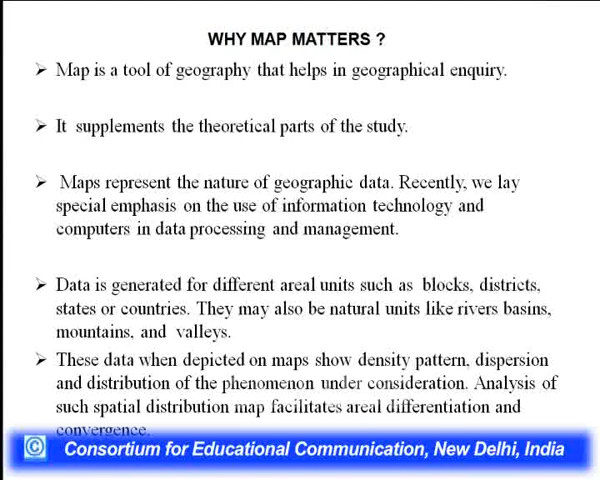 WHY MAP MATTERS ?
➢ Map is a tool of geography that helps in geographical enquiry.
➢ It supplements the theoretical parts of the study.
➢ Maps represent the nature of geographic data. Recently, we lay
special emphasis on the use of information technology and
computers in data processing and management.
➢ Data is generated for different areal units such as blocks, districts,
states or countries. They may also be natural units like rivers basins,
mountains, and valleys.
➢ These data when depicted on maps show density pattern, dispersion
and distribution of the phenomenon under consideration. Analysis of
such spatial distribution map facilitates areal differentiation and
convergence.
© Consortium for Educational Communication, New Delhi, India